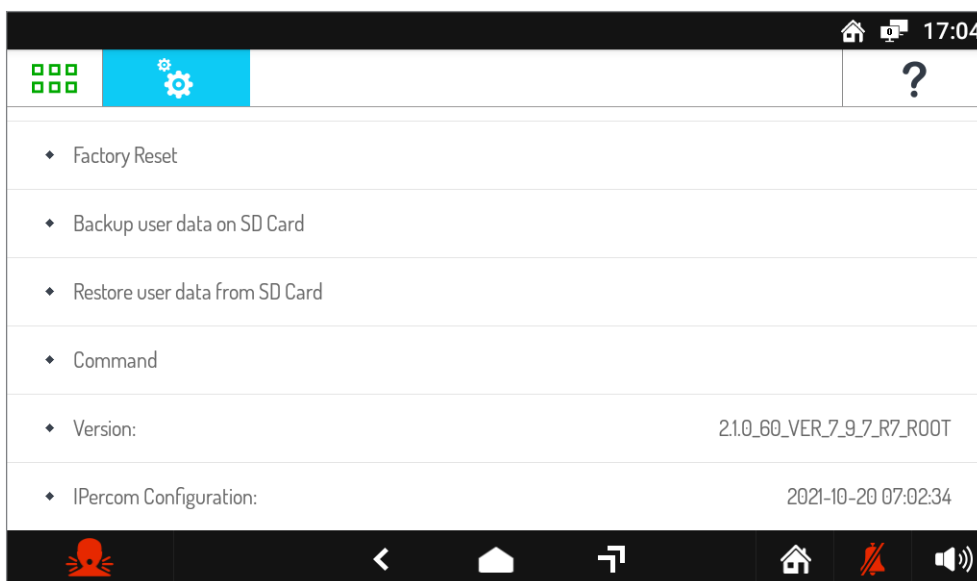 0
17:04
?
Factory Reset
Backup user data on SD Card
Restore user data from SD Card
Command
Version: 2.1.0_60_VER_7_9_7_R7_ROOT
IPercom Configuration: 2021-10-20 07:02:34